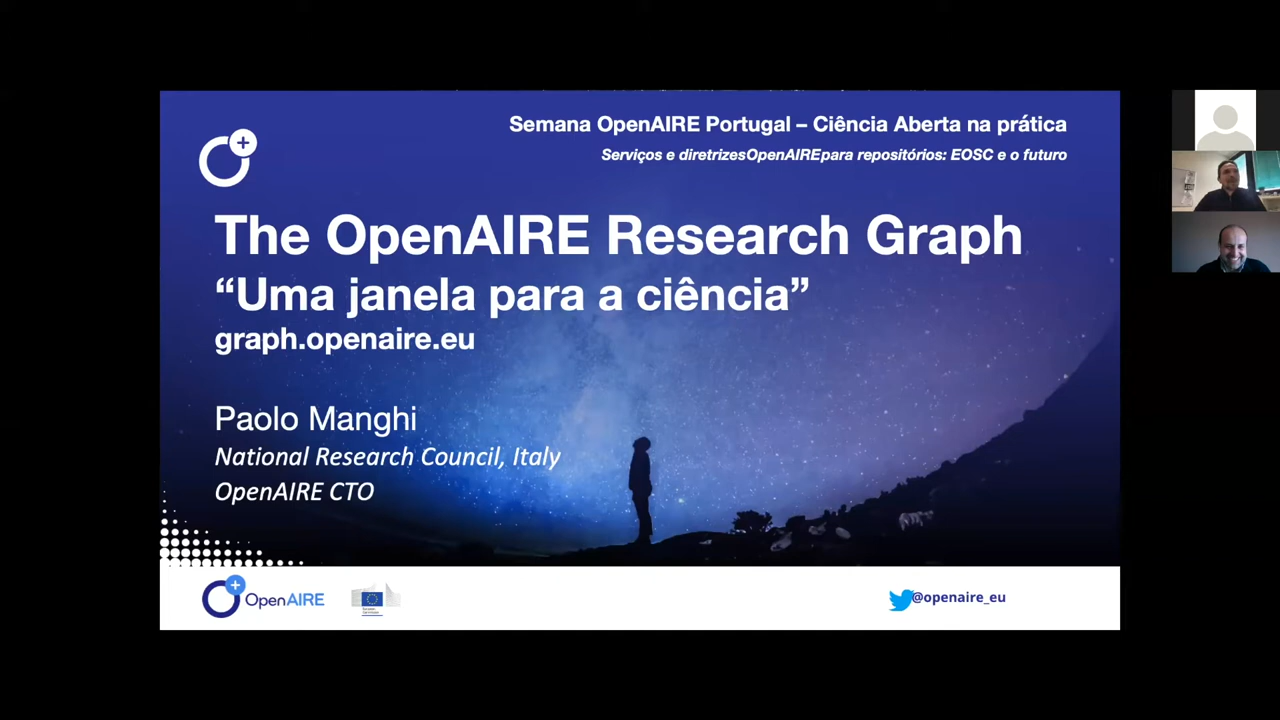 Semana OpenAIRE Portugal – Ciência Aberta na prática
Serviços e diretrizesOpenAIREpara repositórios: EOSC e o futuro
The OpenAIRE Research Graph
“Uma janela para a ciência”
graph.openaire.eu
Paolo Manghi
National Research Council, Italy
OpenAIRE CTO
OpenAIRE
@openaire_eu